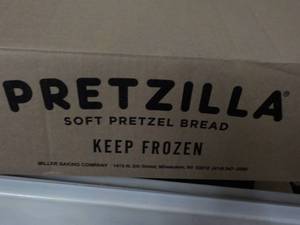 PRETZILLA®
SOFT PRETZEL BREAD
KEEP FROZEN
MILLER BAKING COMPANY